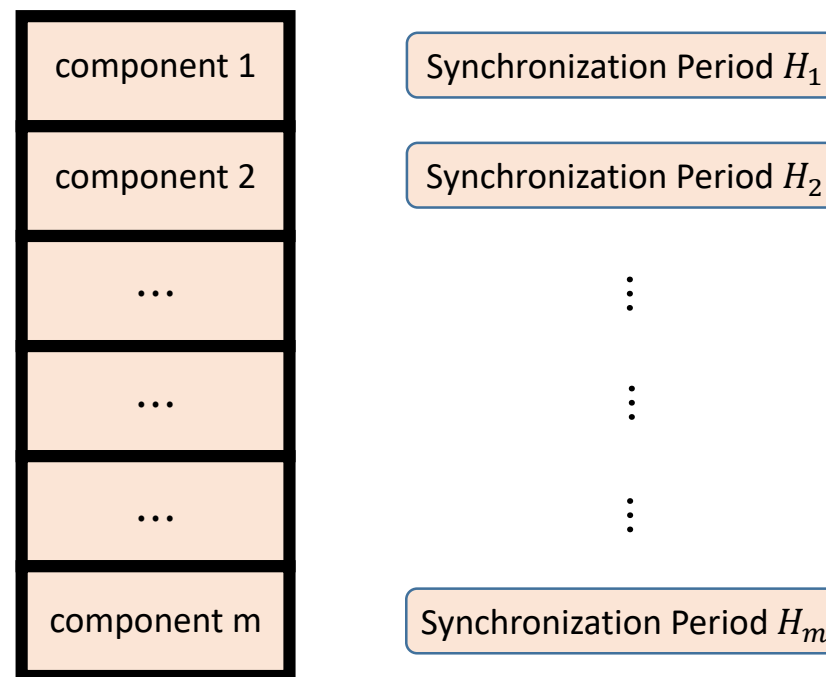 component 1
Synchronization Period H₁
component 2
Synchronization Period H₂
...
⋮
...
⋮
...
⋮
component m
Synchronization Period Hₘ